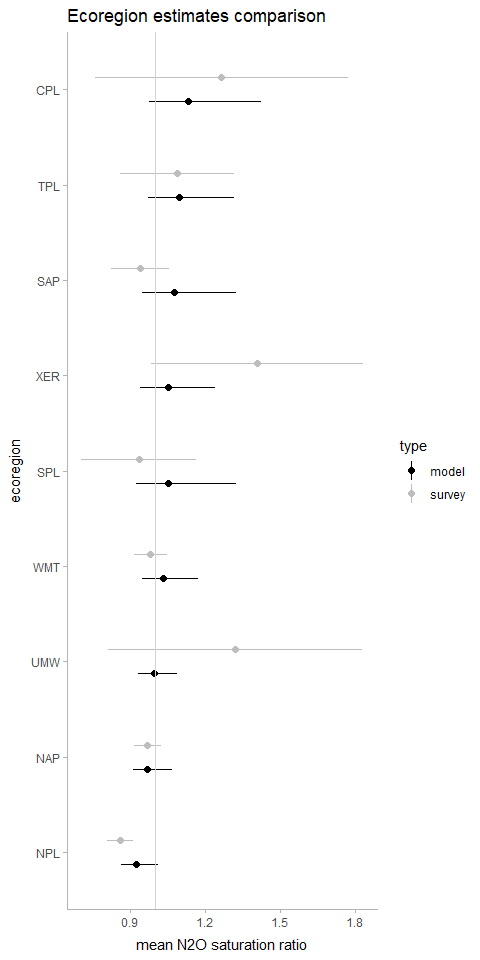 Ecoregion estimates comparison
CPL
TPL
SAP
XER
SPL
WMT
UMW
NAP
NPL
ecoregion
0.9 1.2 1.5 1.8
mean N2O saturation ratio
type
model
survey